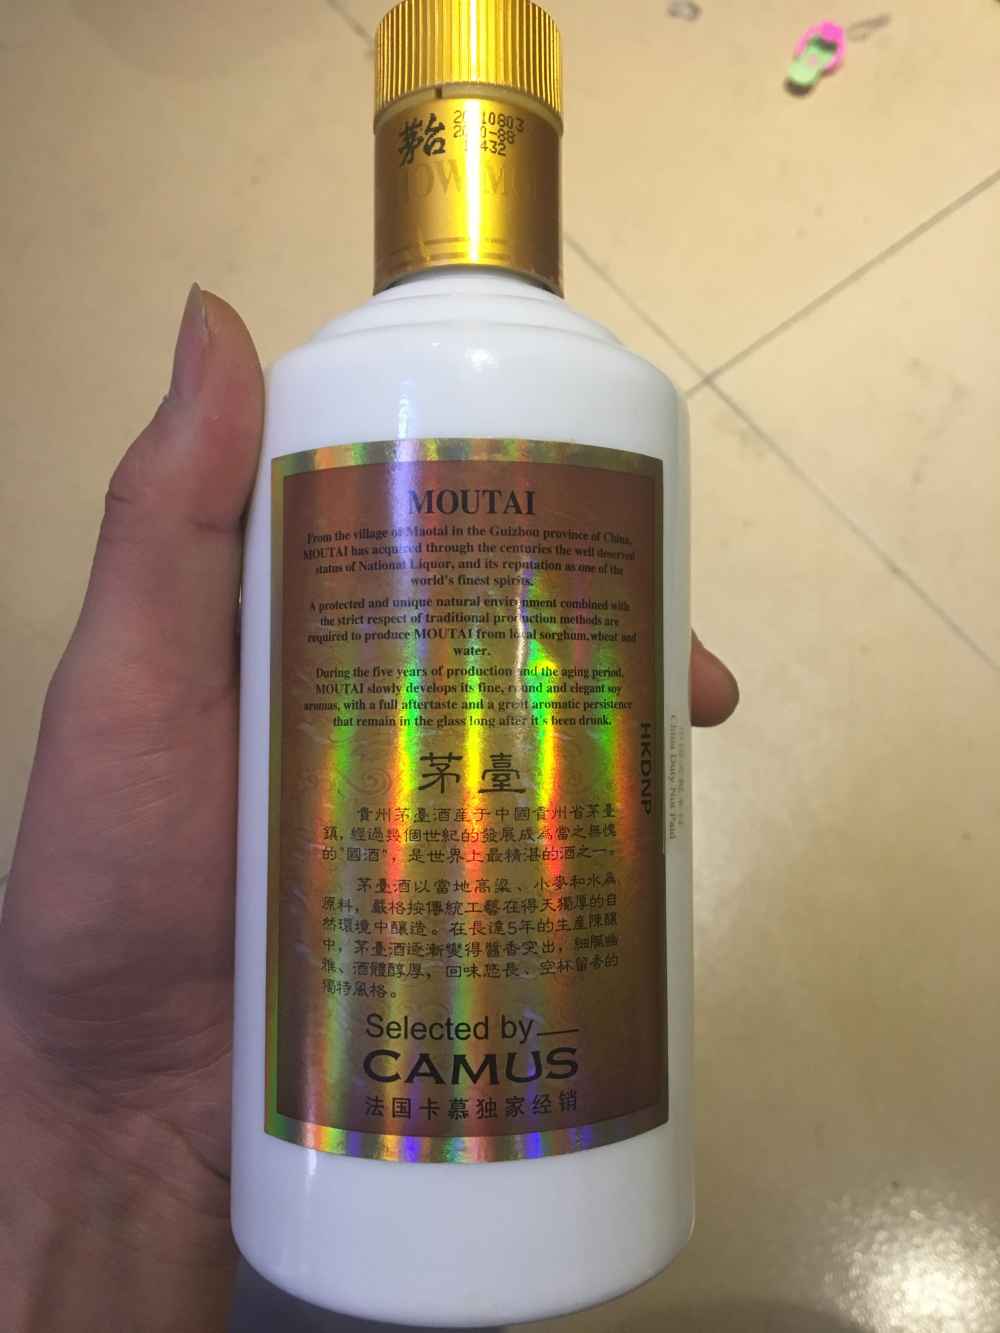 茅台
MOUTAI
From the village of Maotai in the Guizhou province of China,
MOUTAI has acquired through the centuries the well deserved
status of National Liquor, and its reputation as one of the
world's finest spirits.
A protected and unique natural environment combined with
the strict respect of traditional production methods are
required to produce MOUTAI from local sorghum,wheat and
water.
During the five years of production and the aging period,
MOUTAI slowly develops its fine, round and elegant soy
aromas, with a full aftertaste and a great aromatic persistence
that remain in the glass long after it's been drunk.
茅臺
貴州茅臺酒産于中國貴州省茅臺
鎮，經過幾個世紀的發展成為當之無愧
的"國酒"，是世界上最精湛的酒之一。
茅臺酒以當地高粱、小麥和水為
原料，嚴格按傳統工藝在得天獨厚的自
然環境中釀造。在長達5年的生産陳釀
中，茅臺酒逐漸變得醬香突出，細膩幽
雅、酒體醇厚，回味悠長、空杯留香的
獨特風格。
Selected by
CAMUS
法国卡慕独家经销
HKDNP
China Duty Not Paid